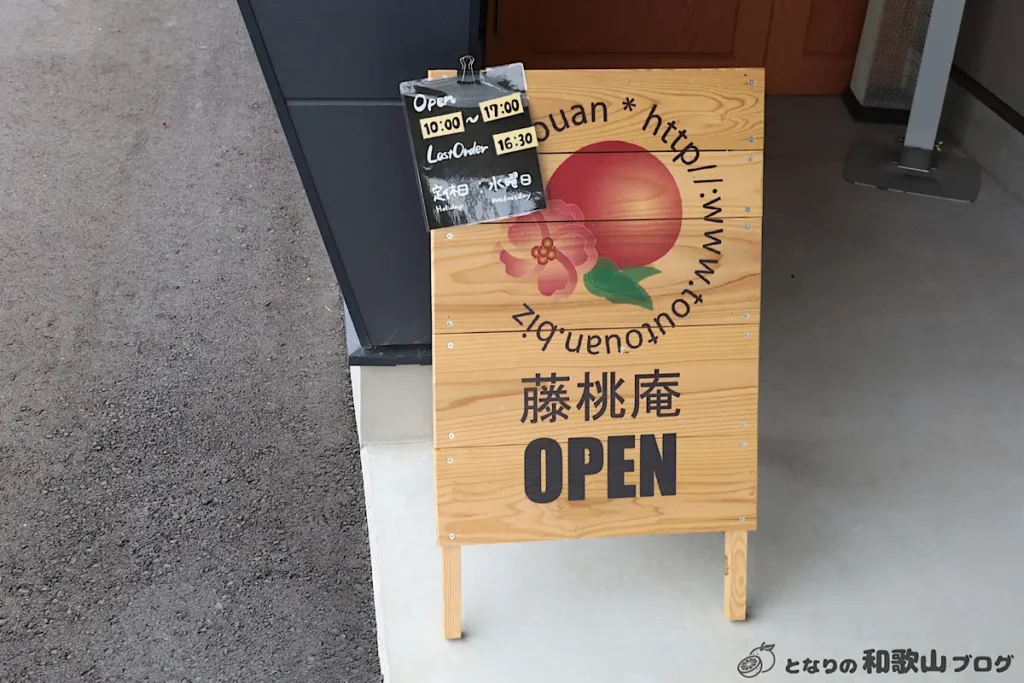 Open
10:00 ~ 17:00
LastOrder 16:30
定休日・水曜日
Holiday Wednesday
ouan * http//:www.toutouan.biz
藤桃庵
OPEN
となりの和歌山ブログ